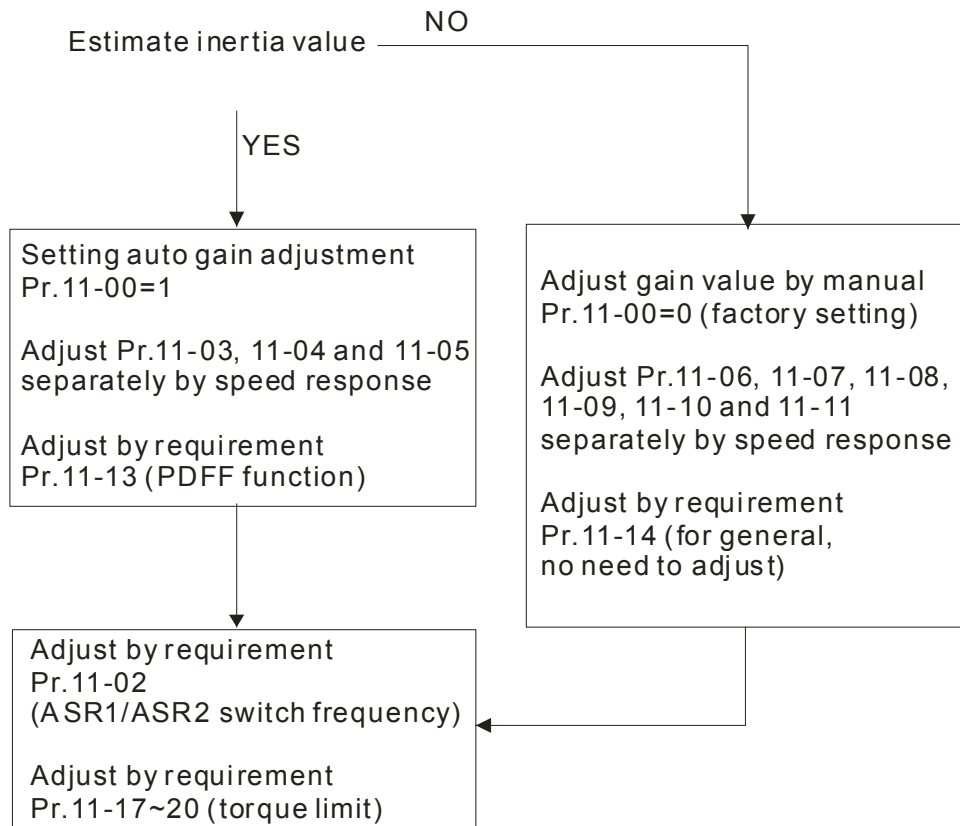 NO
Estimate inertia value
YES
Setting auto gain adjustment
Pr.11-00=1
Adjust Pr.11-03, 11-04 and 11-05
separately by speed response
Adjust by requirement
Pr.11-13 (PDFF function)
Adjust gain value by manual
Pr.11-00=0 (factory setting)
Adjust Pr.11-06, 11-07, 11-08,
11-09, 11-10 and 11-11
separately by speed response
Adjust by requirement
Pr.11-14 (for general,
no need to adjust)
Adjust by requirement
Pr.11-02
(ASR1/ASR2 switch frequency)
Adjust by requirement
Pr.11-17~20 (torque limit)